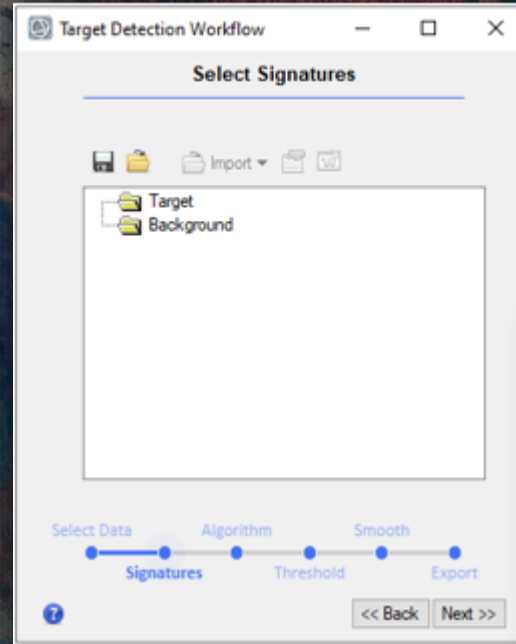 Target Detection Workflow
Select Signatures
Import
Target
Background
Select Data Algorithm Smooth
Signatures Threshold Export
? << Back Next >>